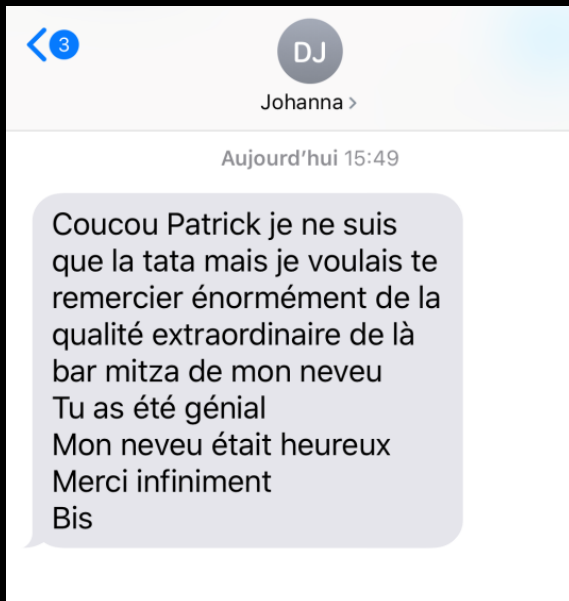 3
DJ
Johanna >
Aujourd'hui 15:49
Coucou Patrick je ne suis
que la tata mais je voulais te
remercier énormément de la
qualité extraordinaire de là
bar mitza de mon neveu
Tu as été génial
Mon neveu était heureux
Merci infiniment
Bis